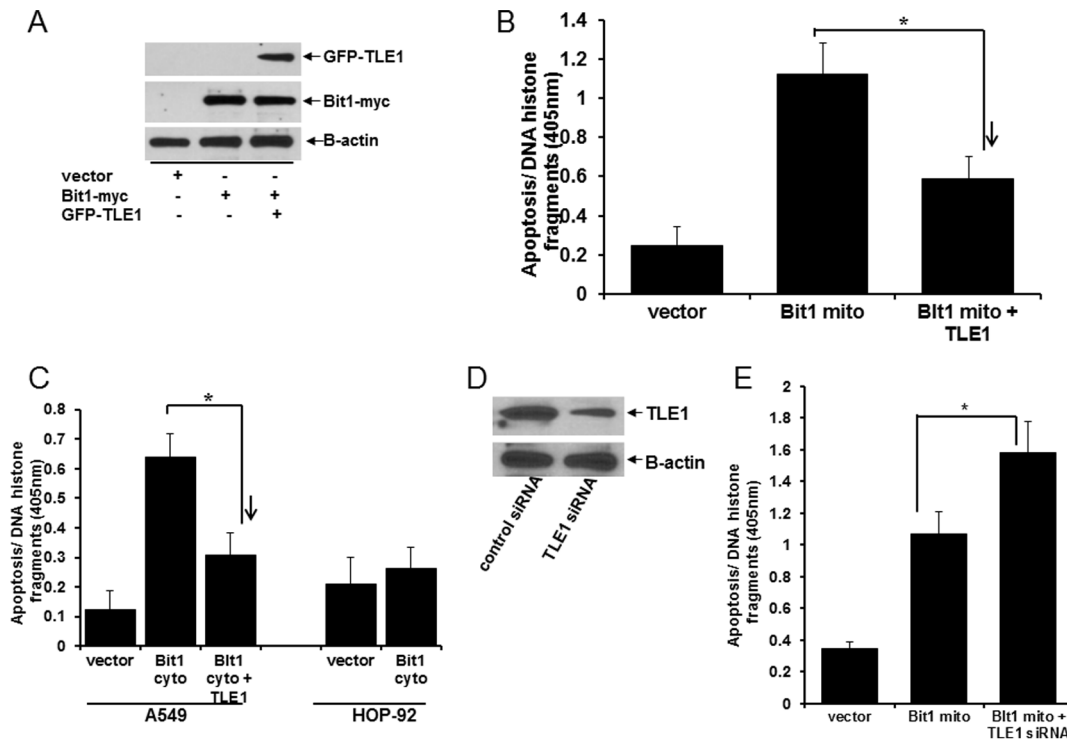 A
GFP-TLE1
Bit1-myc
B-actin
vector + - -
Bit1-myc - + +
GFP-TLE1 - - +
B
Apoptosis/ DNA histone
fragments (405nm)
1.4
1.2
1
0.8
0.6
0.4
0.2
0
*
vector
Bit1 mito
BIt1 mito +
TLE1
C
Apoptosis/ DNA histone
fragments (405nm)
0.8
0.7
0.6
0.5
0.4
0.3
0.2
0.1
0
*
vector
Bit1
cyto
BIt1
cyto +
TLE1
vector
Bit1
cyto
A549
HOP-92
D
TLE1
B-actin
control siRNA
TLE1 siRNA
E
Apoptosis/ DNA histone
fragments (405nm)
2
1.8
1.6
1.4
1.2
1
0.8
0.6
0.4
0.2
0
*
vector
Bit1 mito
BIt1 mito +
TLE1 siRNA